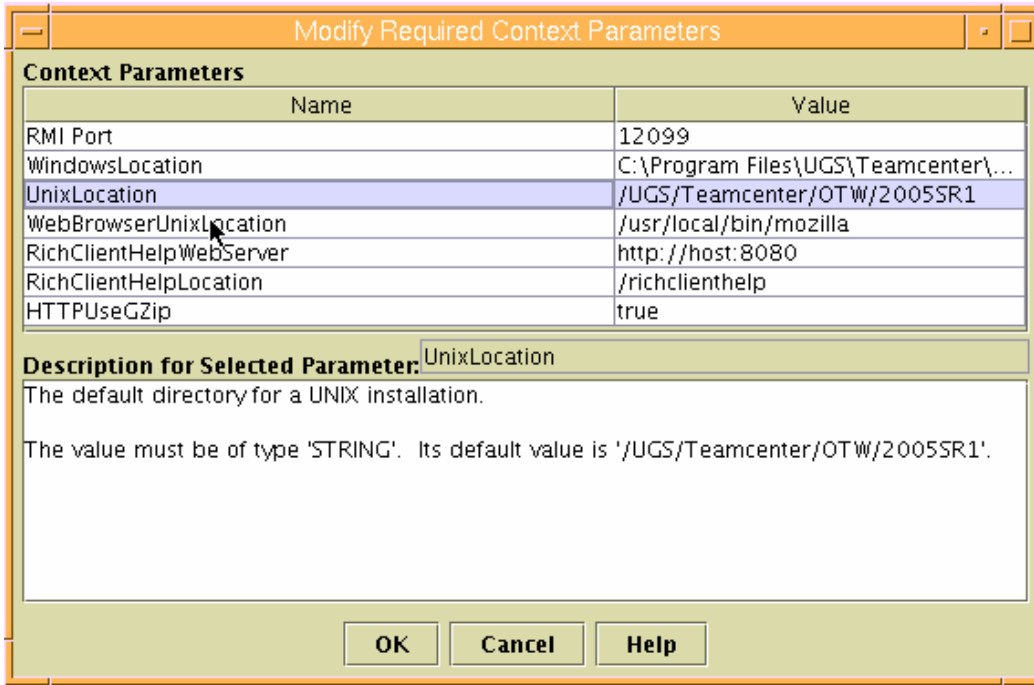 Modify Required Context Parameters
Context Parameters
Name Value
RMI Port 12099
WindowsLocation C:\Program Files\UGS\Teamcenter\...
UnixLocation /UGS/Teamcenter/OTW/2005SR1
WebBrowserUnixLocation /usr/local/bin/mozilla
RichClientHelpWebServer http://host:8080
RichClientHelpLocation /richclienthelp
HTTPUseGZip true
Description for Selected Parameter: UnixLocation
The default directory for a UNIX installation.
The value must be of type 'STRING'. Its default value is '/UGS/Teamcenter/OTW/2005SR1'.
OK Cancel Help